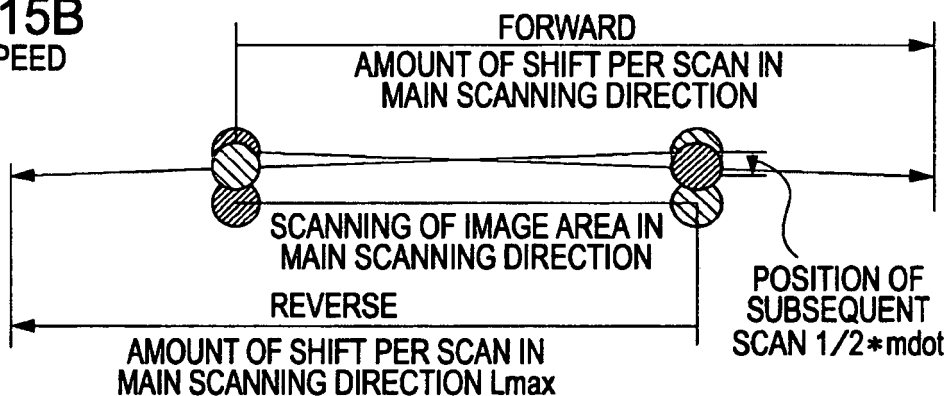 15B
PEED
FORWARD
AMOUNT OF SHIFT PER SCAN IN
MAIN SCANNING DIRECTION
SCANNING OF IMAGE AREA IN
MAIN SCANNING DIRECTION
POSITION OF
SUBSEQUENT
SCAN 1/2*mdot
REVERSE
AMOUNT OF SHIFT PER SCAN IN
MAIN SCANNING DIRECTION Lmax